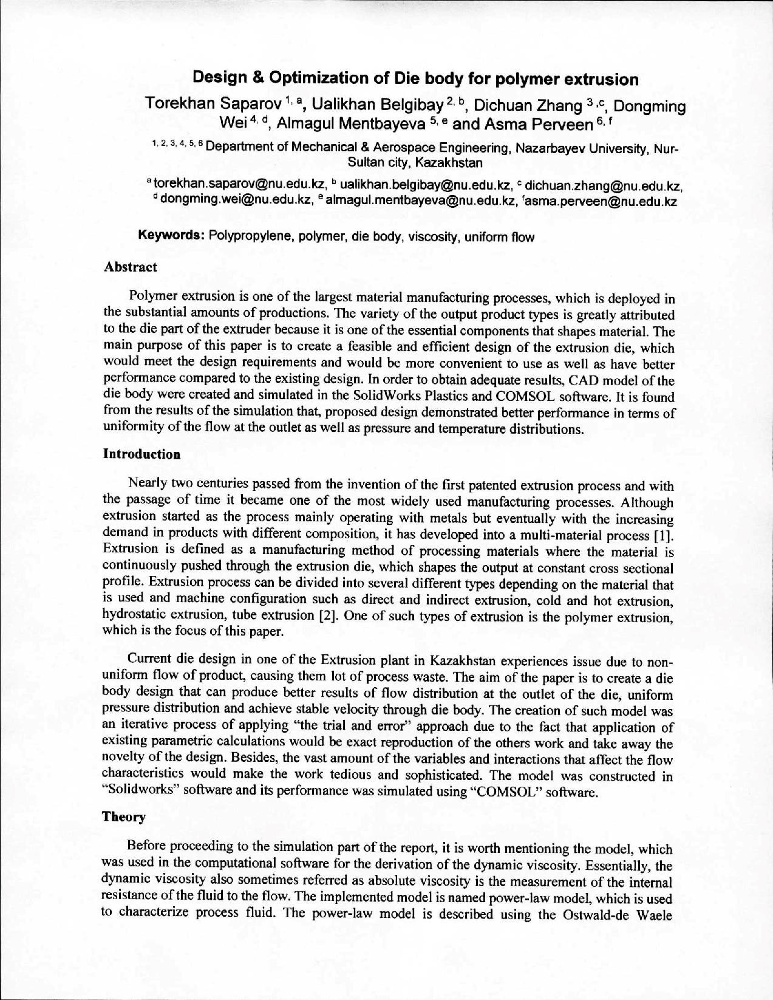 Design & Optimization of Die body for polymer extrusion
Torekhan Saparov 1, a, Ualikhan Belgibay 2, b, Dichuan Zhang 3 ,c, Dongming
Wei 4, d, Almagul Mentbayeva 5, e and Asma Perveen 6, f
1, 2, 3, 4, 5, 6 Department of Mechanical & Aerospace Engineering, Nazarbayev University, Nur-
Sultan city, Kazakhstan
a torekhan.saparov@nu.edu.kz, b ualikhan.belgibay@nu.edu.kz, c dichuan.zhang@nu.edu.kz,
d dongming.wei@nu.edu.kz, e almagul.mentbayeva@nu.edu.kz, f asma.perveen@nu.edu.kz
Keywords: Polypropylene, polymer, die body, viscosity, uniform flow
Abstract
Polymer extrusion is one of the largest material manufacturing processes, which is deployed in
the substantial amounts of productions. The variety of the output product types is greatly attributed
to the die part of the extruder because it is one of the essential components that shapes material. The
main purpose of this paper is to create a feasible and efficient design of the extrusion die, which
would meet the design requirements and would be more convenient to use as well as have better
performance compared to the existing design. In order to obtain adequate results, CAD model of the
die body were created and simulated in the SolidWorks Plastics and COMSOL software. It is found
from the results of the simulation that, proposed design demonstrated better performance in terms of
uniformity of the flow at the outlet as well as pressure and temperature distributions.
Introduction
Nearly two centuries passed from the invention of the first patented extrusion process and with
the passage of time it became one of the most widely used manufacturing processes. Although
extrusion started as the process mainly operating with metals but eventually with the increasing
demand in products with different composition, it has developed into a multi-material process [1].
Extrusion is defined as a manufacturing method of processing materials where the material is
continuously pushed through the extrusion die, which shapes the output at constant cross sectional
profile. Extrusion process can be divided into several different types depending on the material that
is used and machine configuration such as direct and indirect extrusion, cold and hot extrusion,
hydrostatic extrusion, tube extrusion [2]. One of such types of extrusion is the polymer extrusion,
which is the focus of this paper.
Current die design in one of the Extrusion plant in Kazakhstan experiences issue due to non-
uniform flow of product, causing them lot of process waste. The aim of the paper is to create a die
body design that can produce better results of flow distribution at the outlet of the die, uniform
pressure distribution and achieve stable velocity through die body. The creation of such model was
an iterative process of applying “the trial and error” approach due to the fact that application of
existing parametric calculations would be exact reproduction of the others work and take away the
novelty of the design. Besides, the vast amount of the variables and interactions that affect the flow
characteristics would make the work tedious and sophisticated. The model was constructed in
“Solidworks” software and its performance was simulated using “COMSOL” software.
Theory
Before proceeding to the simulation part of the report, it is worth mentioning the model, which
was used in the computational software for the derivation of the dynamic viscosity. Essentially, the
dynamic viscosity also sometimes referred as absolute viscosity is the measurement of the internal
resistance of the fluid to the flow. The implemented model is named power-law model, which is used
to characterize process fluid. The power-law model is described using the Ostwald-de Waele